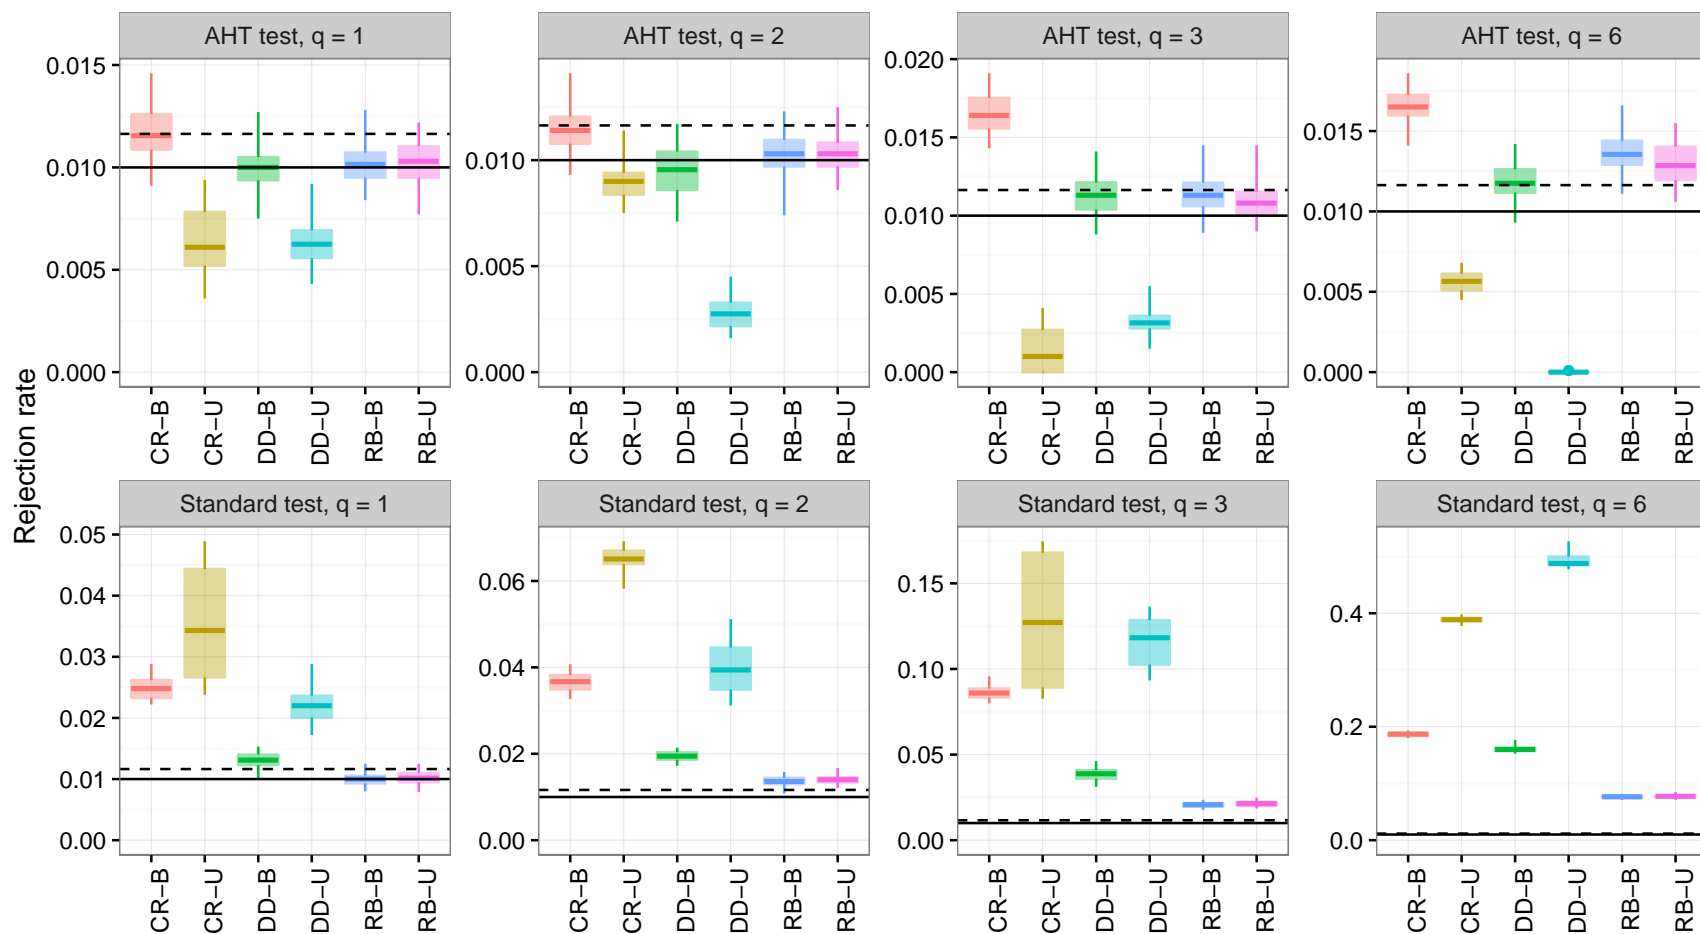 AHT test, q = 1
AHT test, q = 2
AHT test, q = 3
AHT test, q = 6
0.015
0.010
0.005
0.000
0.010
0.005
0.000
0.020
0.015
0.010
0.005
0.000
0.015
0.010
0.005
0.000
CR−B
CR−U
DD−B
DD−U
RB−B
RB−U
CR−B
CR−U
DD−B
DD−U
RB−B
RB−U
CR−B
CR−U
DD−B
DD−U
RB−B
RB−U
CR−B
CR−U
DD−B
DD−U
RB−B
RB−U
Rejection rate
Standard test, q = 1
Standard test, q = 2
Standard test, q = 3
Standard test, q = 6
0.05
0.04
0.03
0.02
0.01
0.00
0.06
0.04
0.02
0.00
0.15
0.10
0.05
0.00
0.4
0.2
0.0
CR−B
CR−U
DD−B
DD−U
RB−B
RB−U
CR−B
CR−U
DD−B
DD−U
RB−B
RB−U
CR−B
CR−U
DD−B
DD−U
RB−B
RB−U
CR−B
CR−U
DD−B
DD−U
RB−B
RB−U